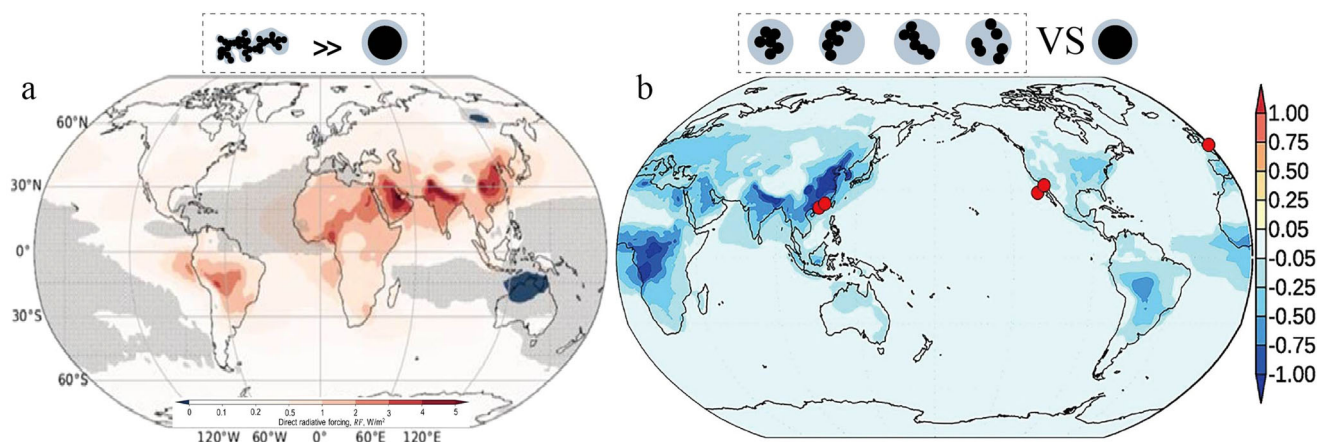 >>
VS
a
b
60°N
30°N
0°
30°S
60°S
0 0.1 0.2 0.5 1 2 3 4 5
Direct radiative forcing, RF, W/m²
120°W 60°W 0° 60°E 120°E
1.00
0.75
0.50
0.25
0.05
-0.05
-0.25
-0.50
-0.75
-1.00